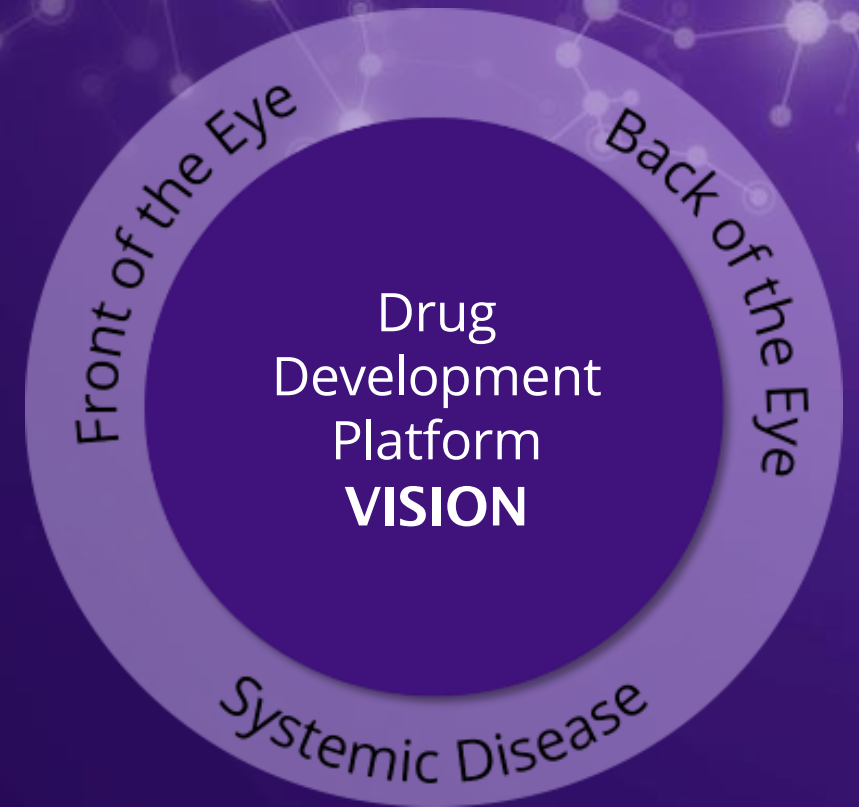 Front of the Eye
Back of the Eye
Drug
Development
Platform
VISION
Systemic Disease